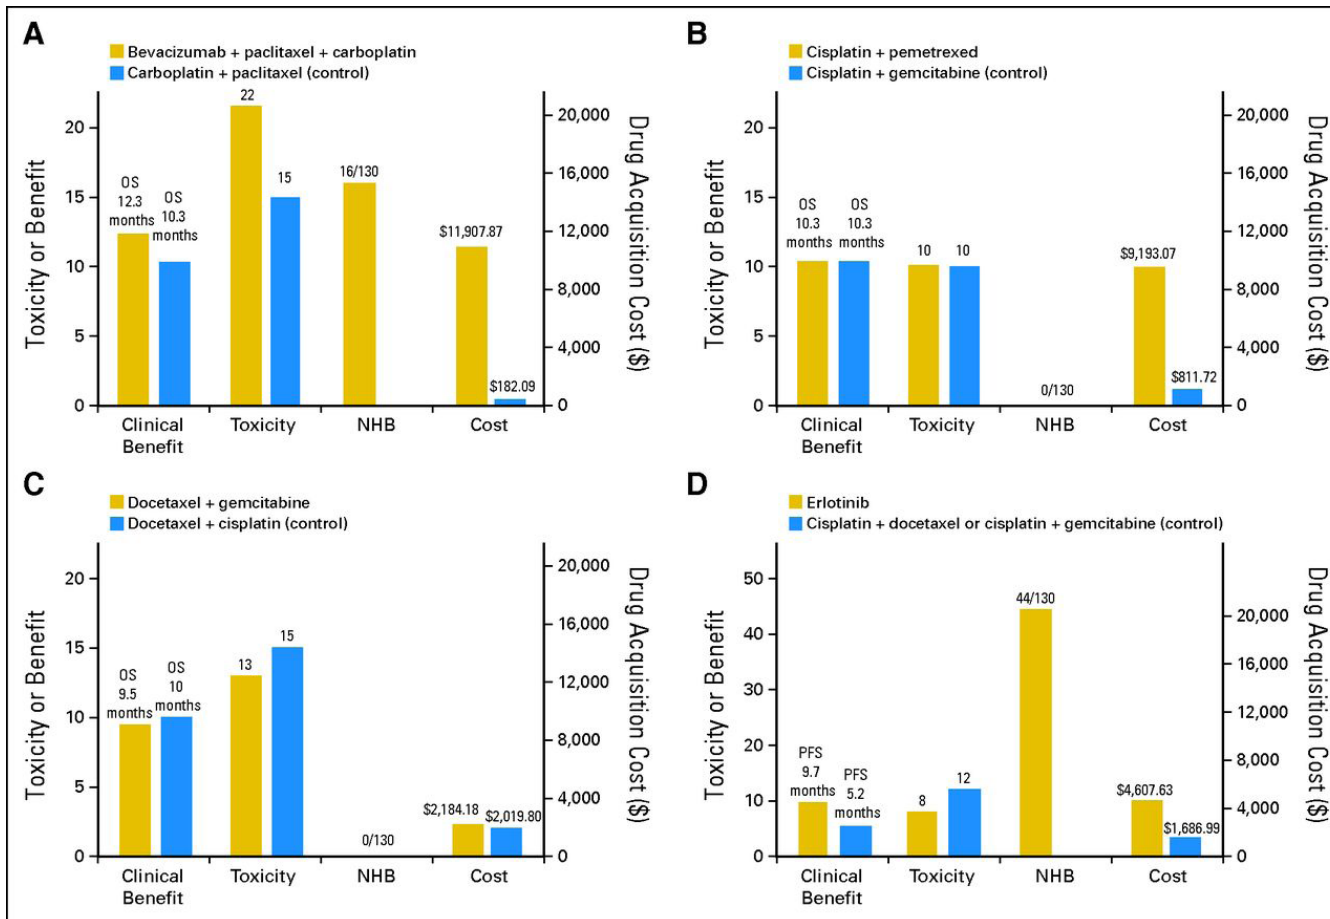 A
Bevacizumab + paclitaxel + carboplatin
Carboplatin + paclitaxel (control)
Toxicity or Benefit
20
15
10
5
0
OS
12.3
months
OS
10.3
months
22
15
16/130
$11,907.87
$182.09
20,000
16,000
12,000
8,000
4,000
0
Drug Acquisition Cost ($)
Clinical
Benefit
Toxicity
NHB
Cost
B
Cisplatin + pemetrexed
Cisplatin + gemcitabine (control)
Toxicity or Benefit
20
15
10
5
0
OS
10.3
months
OS
10.3
months
10
10
0/130
$9,193.07
$811.72
20,000
16,000
12,000
8,000
4,000
0
Drug Acquisition Cost ($)
Clinical
Benefit
Toxicity
NHB
Cost
C
Docetaxel + gemcitabine
Docetaxel + cisplatin (control)
Toxicity or Benefit
20
15
10
5
0
OS
9.5
months
OS
10
months
13
15
0/130
$2,184.18
$2,019.80
20,000
16,000
12,000
8,000
4,000
0
Drug Acquisition Cost ($)
Clinical
Benefit
Toxicity
NHB
Cost
D
Erlotinib
Cisplatin + docetaxel or cisplatin + gemcitabine (control)
Toxicity or Benefit
50
40
30
20
10
0
PFS
9.7
months
PFS
5.2
months
8
12
44/130
$4,607.63
$1,686.99
20,000
16,000
12,000
8,000
4,000
0
Drug Acquisition Cost ($)
Clinical
Benefit
Toxicity
NHB
Cost